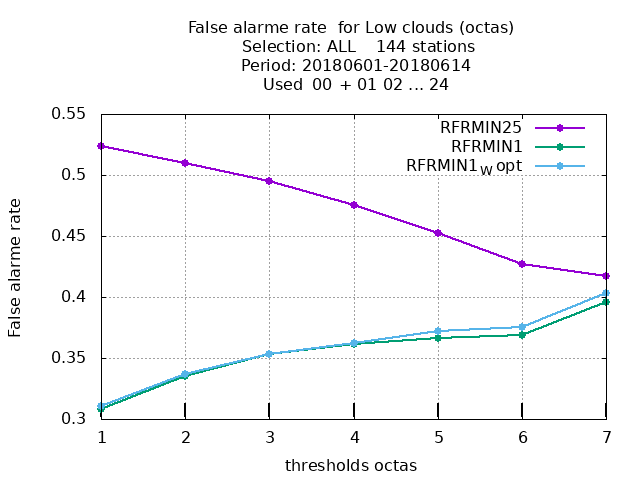 False alarme rate  for Low clouds (octas)
Selection: ALL    144 stations
Period: 20180601-20180614
Used  00  + 01 02 ... 24
False alarme rate
0.55
0.5
0.45
0.4
0.35
0.3
RFRMIN25
RFRMIN1
RFRMIN1W opt
1 2 3 4 5 6 7
thresholds octas